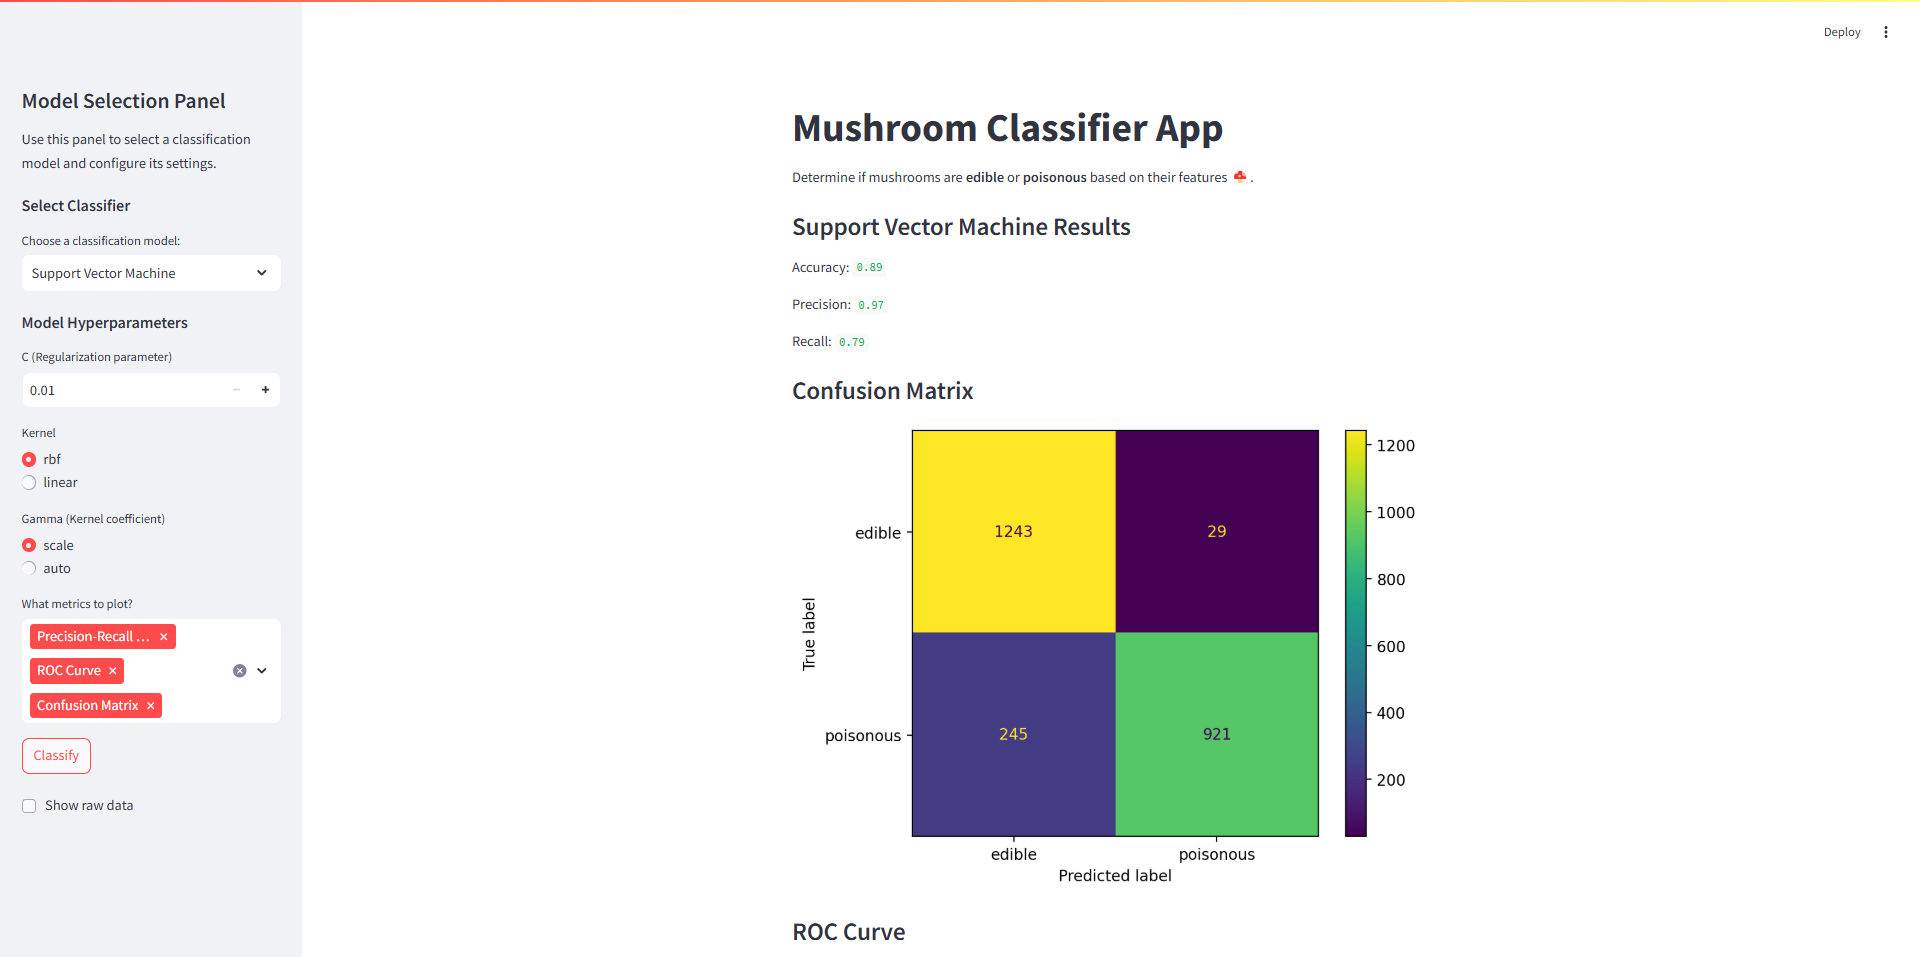 Deploy
Model Selection Panel
Use this panel to select a classification
model and configure its settings.
Select Classifier
Choose a classification model:
Support Vector Machine
Model Hyperparameters
C (Regularization parameter)
0.01
Kernel
rbf
linear
Gamma (Kernel coefficient)
scale
auto
What metrics to plot?
Precision-Recall ...
ROC Curve
Confusion Matrix
Classify
Show raw data
Mushroom Classifier App
Determine if mushrooms are edible or poisonous based on their features 🍄 .
Support Vector Machine Results
Accuracy: 0.89
Precision: 0.97
Recall: 0.79
Confusion Matrix
True label
edible
1243 29
poisonous
245 921
edible poisonous
Predicted label
1200
1000
800
600
400
200
ROC Curve